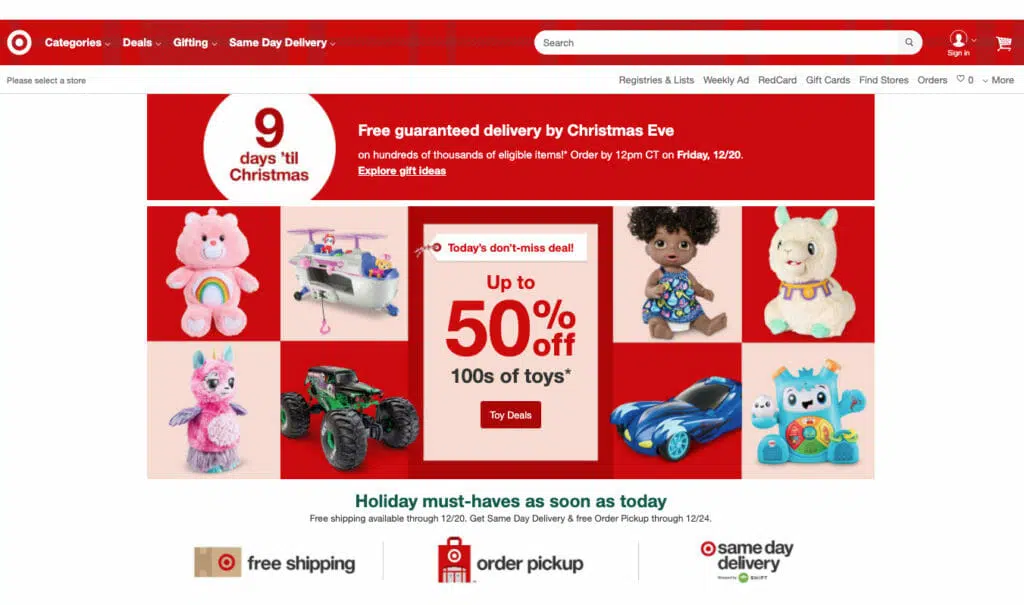 Categories Deals Gifting Same Day Delivery Search Sign in
Please select a store Registries & Lists Weekly Ad RedCard Gift Cards Find Stores Orders 0 More
9
days 'til
Christmas
Free guaranteed delivery by Christmas Eve
on hundreds of thousands of eligible items!* Order by 12pm CT on Friday, 12/20.
Explore gift ideas
Today's don't-miss deal!
Up to
50% off
100s of toys*
Toy Deals
Holiday must-haves as soon as today
Free shipping available through 12/20. Get Same Day Delivery & free Order Pickup through 12/24.
free shipping
order pickup
same day
delivery